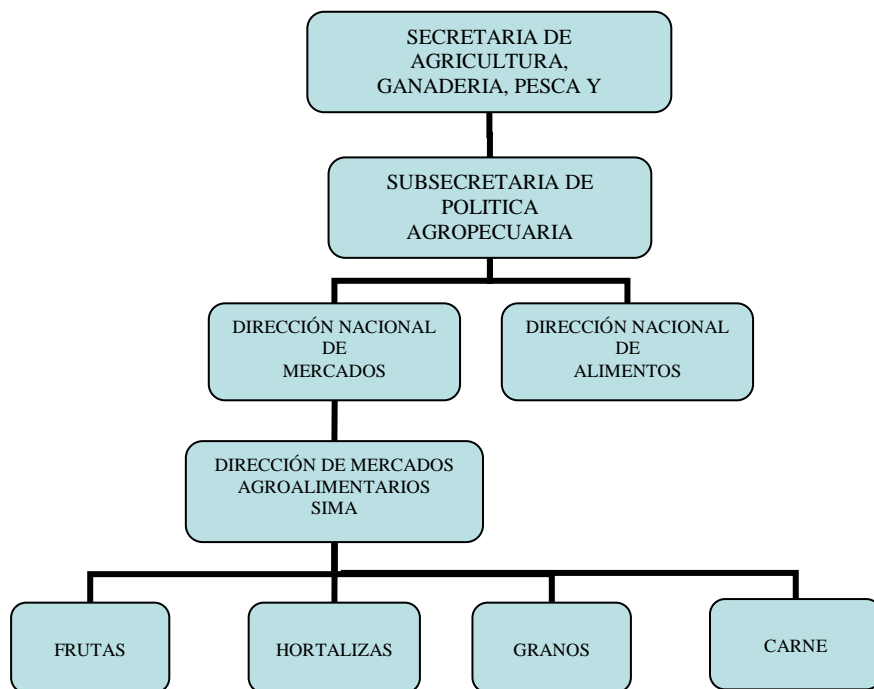 SECRETARIA DE
AGRICULTURA,
GANADERIA, PESCA Y
SUBSECRETARIA DE
POLITICA
AGROPECUARIA
DIRECCIÓN NACIONAL
DE
MERCADOS
DIRECCIÓN NACIONAL
DE
ALIMENTOS
DIRECCIÓN DE MERCADOS
AGROALIMENTARIOS
SIMA
FRUTAS
HORTALIZAS
GRANOS
CARNE